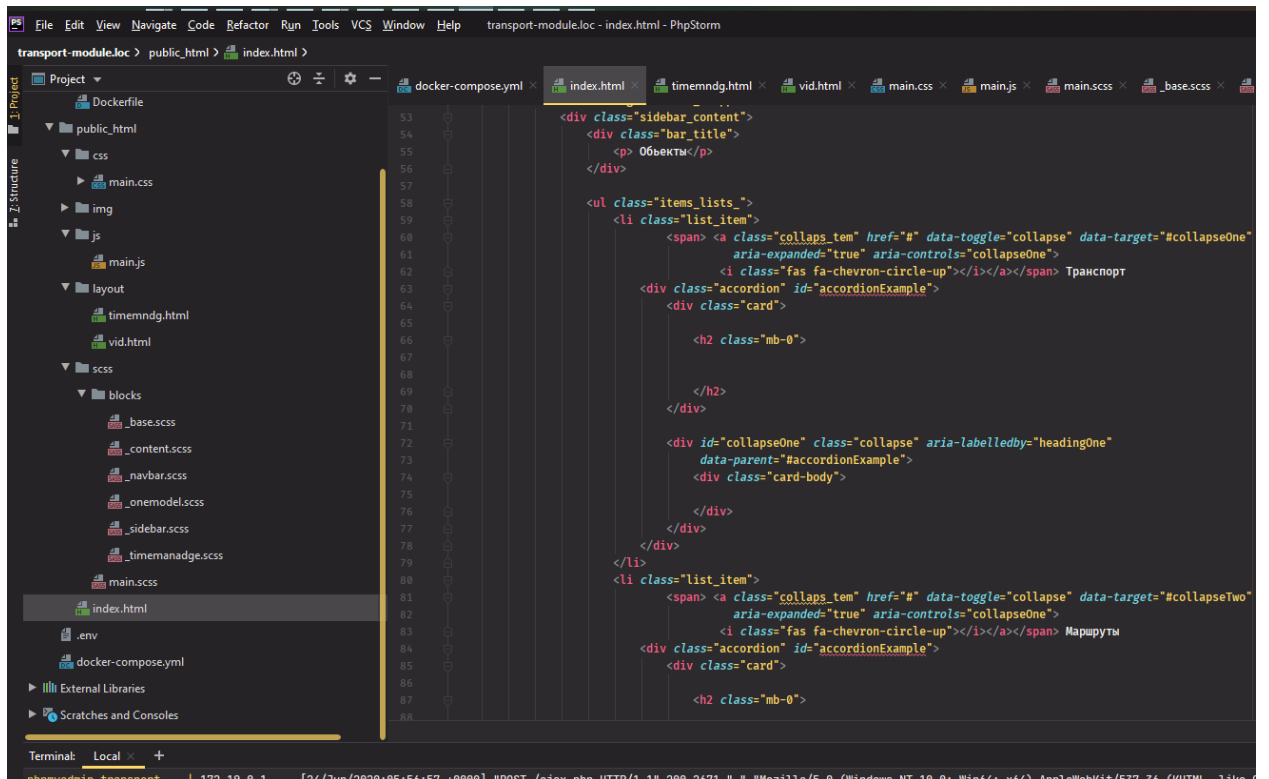 PS File Edit View Navigate Code Refactor Run Tools VCS Window Help transport-module.loc - index.html - PhpStorm
transport-module.loc > public_html > index.html >
1: Project
7: Structure
Project
Dockerfile
public_html
css
main.css
img
js
main.js
layout
timemndg.html
vid.html
scss
blocks
_base.scss
_content.scss
_navbar.scss
_onemodel.scss
_sidebar.scss
_timemanadge.scss
main.scss
index.html
.env
docker-compose.yml
External Libraries
Scratches and Consoles
docker-compose.yml index.html timemndg.html vid.html main.css main.js main.scss _base.scss
53 <div class="sidebar_content">
54 <div class="bar_title">
55 <p> Обьекты</p>
56 </div>
57
58 <ul class="items_lists_">
59 <li class="list_item">
60 <span> <a class="collaps_tem" href="#" data-toggle="collapse" data-target="#collapseOne"
61 aria-expanded="true" aria-controls="collapseOne">
62 <i class="fas fa-chevron-circle-up"></i></a></span> Транспорт
63 <div class="accordion" id="accordionExample">
64 <div class="card">
65
66 <h2 class="mb-0">
67
68
69 </h2>
70 </div>
71
72 <div id="collapseOne" class="collapse" aria-labelledby="headingOne"
73 data-parent="#accordionExample">
74 <div class="card-body">
75
76 </div>
77 </div>
78 </div>
79 </li>
80 <li class="list_item">
81 <span> <a class="collaps_tem" href="#" data-toggle="collapse" data-target="#collapseTwo"
82 aria-expanded="true" aria-controls="collapseOne">
83 <i class="fas fa-chevron-circle-up"></i></a></span> Маршруты
84 <div class="accordion" id="accordionExample">
85 <div class="card">
86
87 <h2 class="mb-0">
88
Terminal: Local +